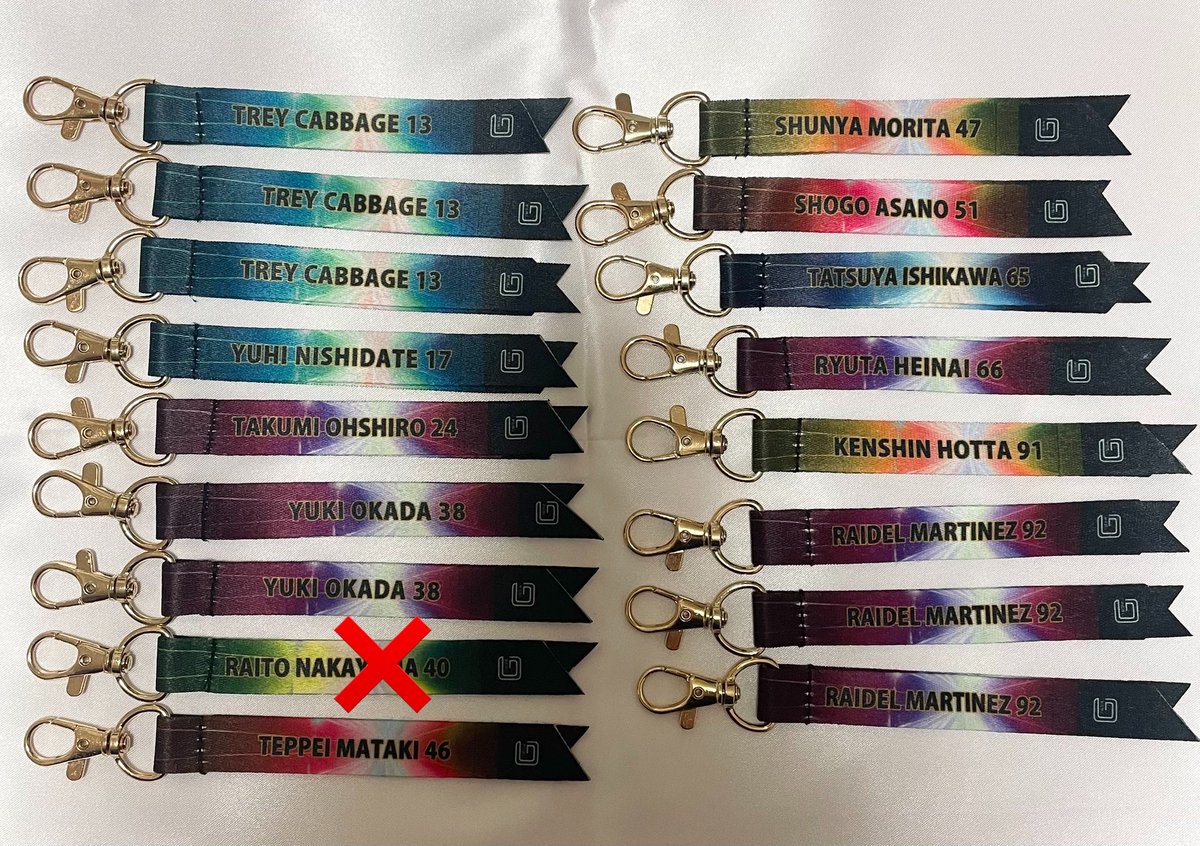 TREY CABBAGE 13
TREY CABBAGE 13
TREY CABBAGE 13
YUHI NISHIDATE 17
TAKUMI OHSHIRO 24
YUKI OKADA 38
YUKI OKADA 38
RAITO NAKAY A 40
TEPPEI MATAKI 46
SHUNYA MORITA 47
SHOGO ASANO 51
TATSUYA ISHIKAWA 65
RYUTA HEINAI 66
KENSHIN HOTTA 91
RAIDEL MARTINEZ 92
RAIDEL MARTINEZ 92
RAIDEL MARTINEZ 92